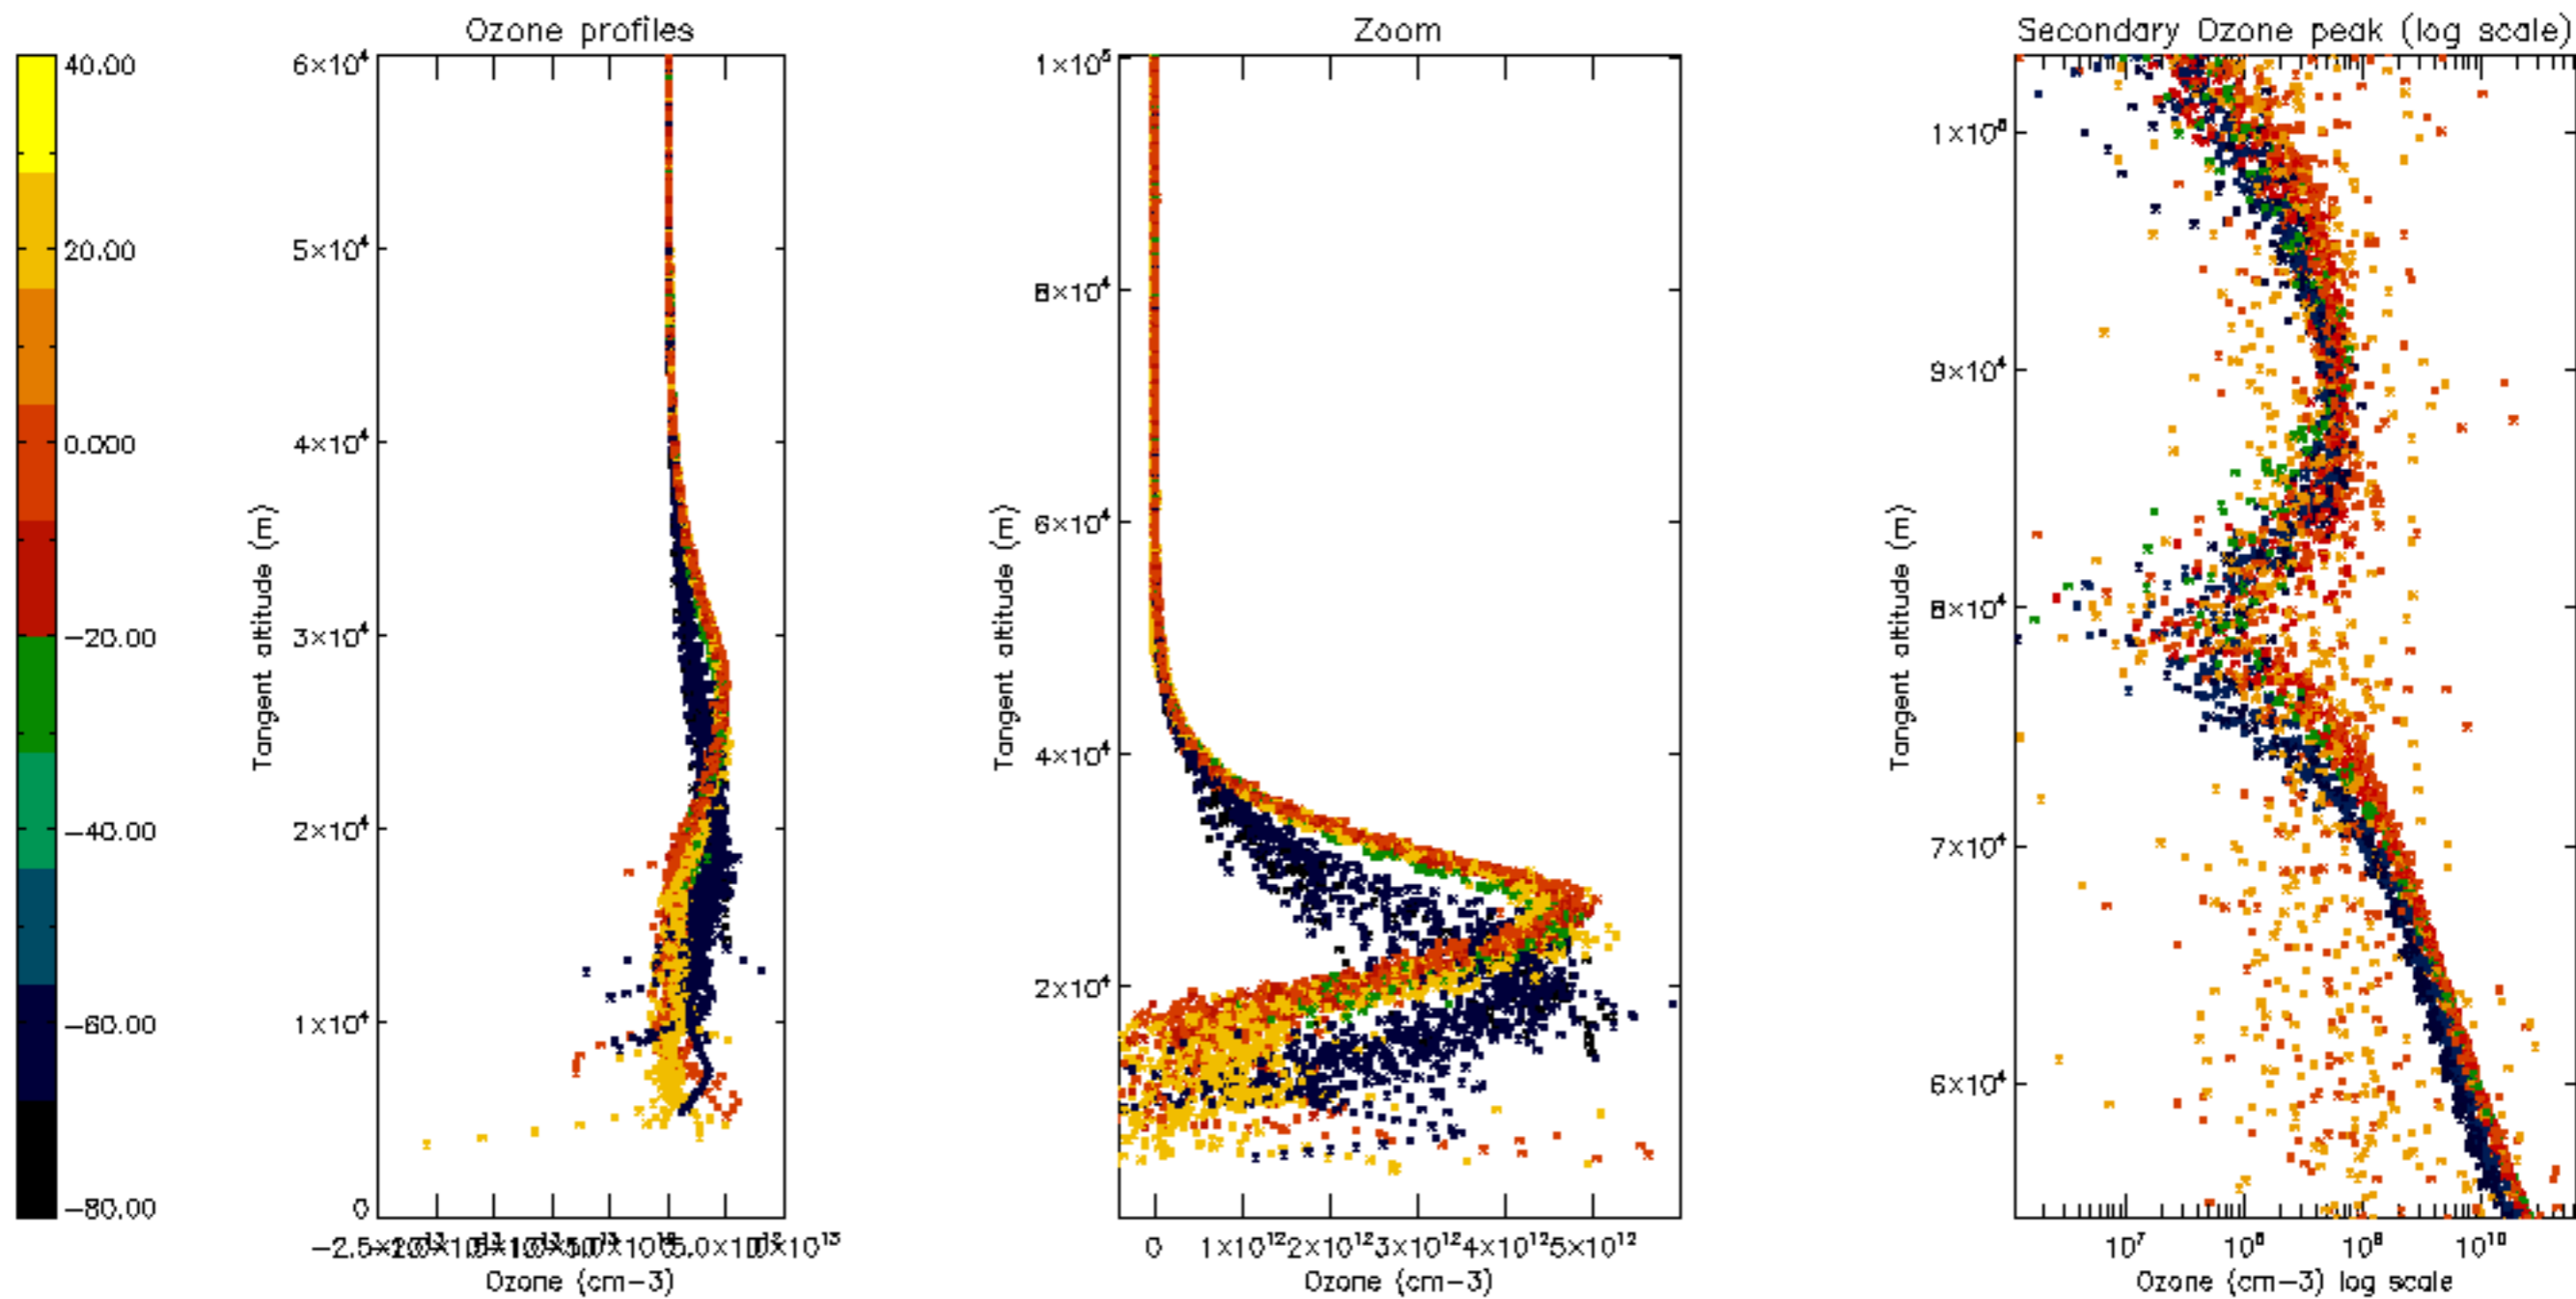 Ozone profiles
Zoom
Secondary Ozone peak (log scale)
40.00
20.00
0.000
−20.00
−40.00
−60.00
−80.00
6×10⁴
5×10⁴
4×10⁴
3×10⁴
2×10⁴
1×10⁴
0
Tangent altitude (m)
Ozone (cm−3)
1×10⁵
8×10⁴
6×10⁴
4×10⁴
2×10⁴
Tangent altitude (m)
0 1×10¹² 2×10¹² 3×10¹² 4×10¹² 5×10¹²
Ozone (cm−3)
9×10⁴
8×10⁴
7×10⁴
6×10⁴
Tangent altitude (m)
10⁷ 10⁸ 10⁹ 10¹⁰
Ozone (cm−3) log scale